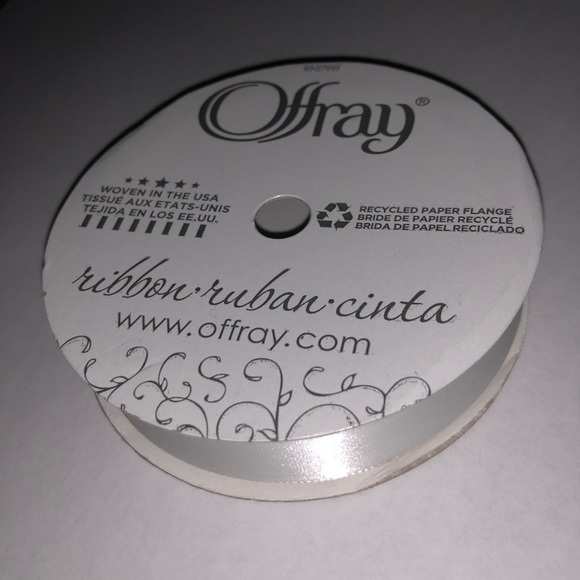 Offray®
WOVEN IN THE USA
TISSUÉ AUX ETATS-UNIS
TEJIDA EN LOS EE.UU.
RECYCLED PAPER FLANGE
BRIDE DE PAPIER RECYCLÉ
BRIDA DE PAPEL RECICLADO
ribbon·ruban·cinta
www.offray.com